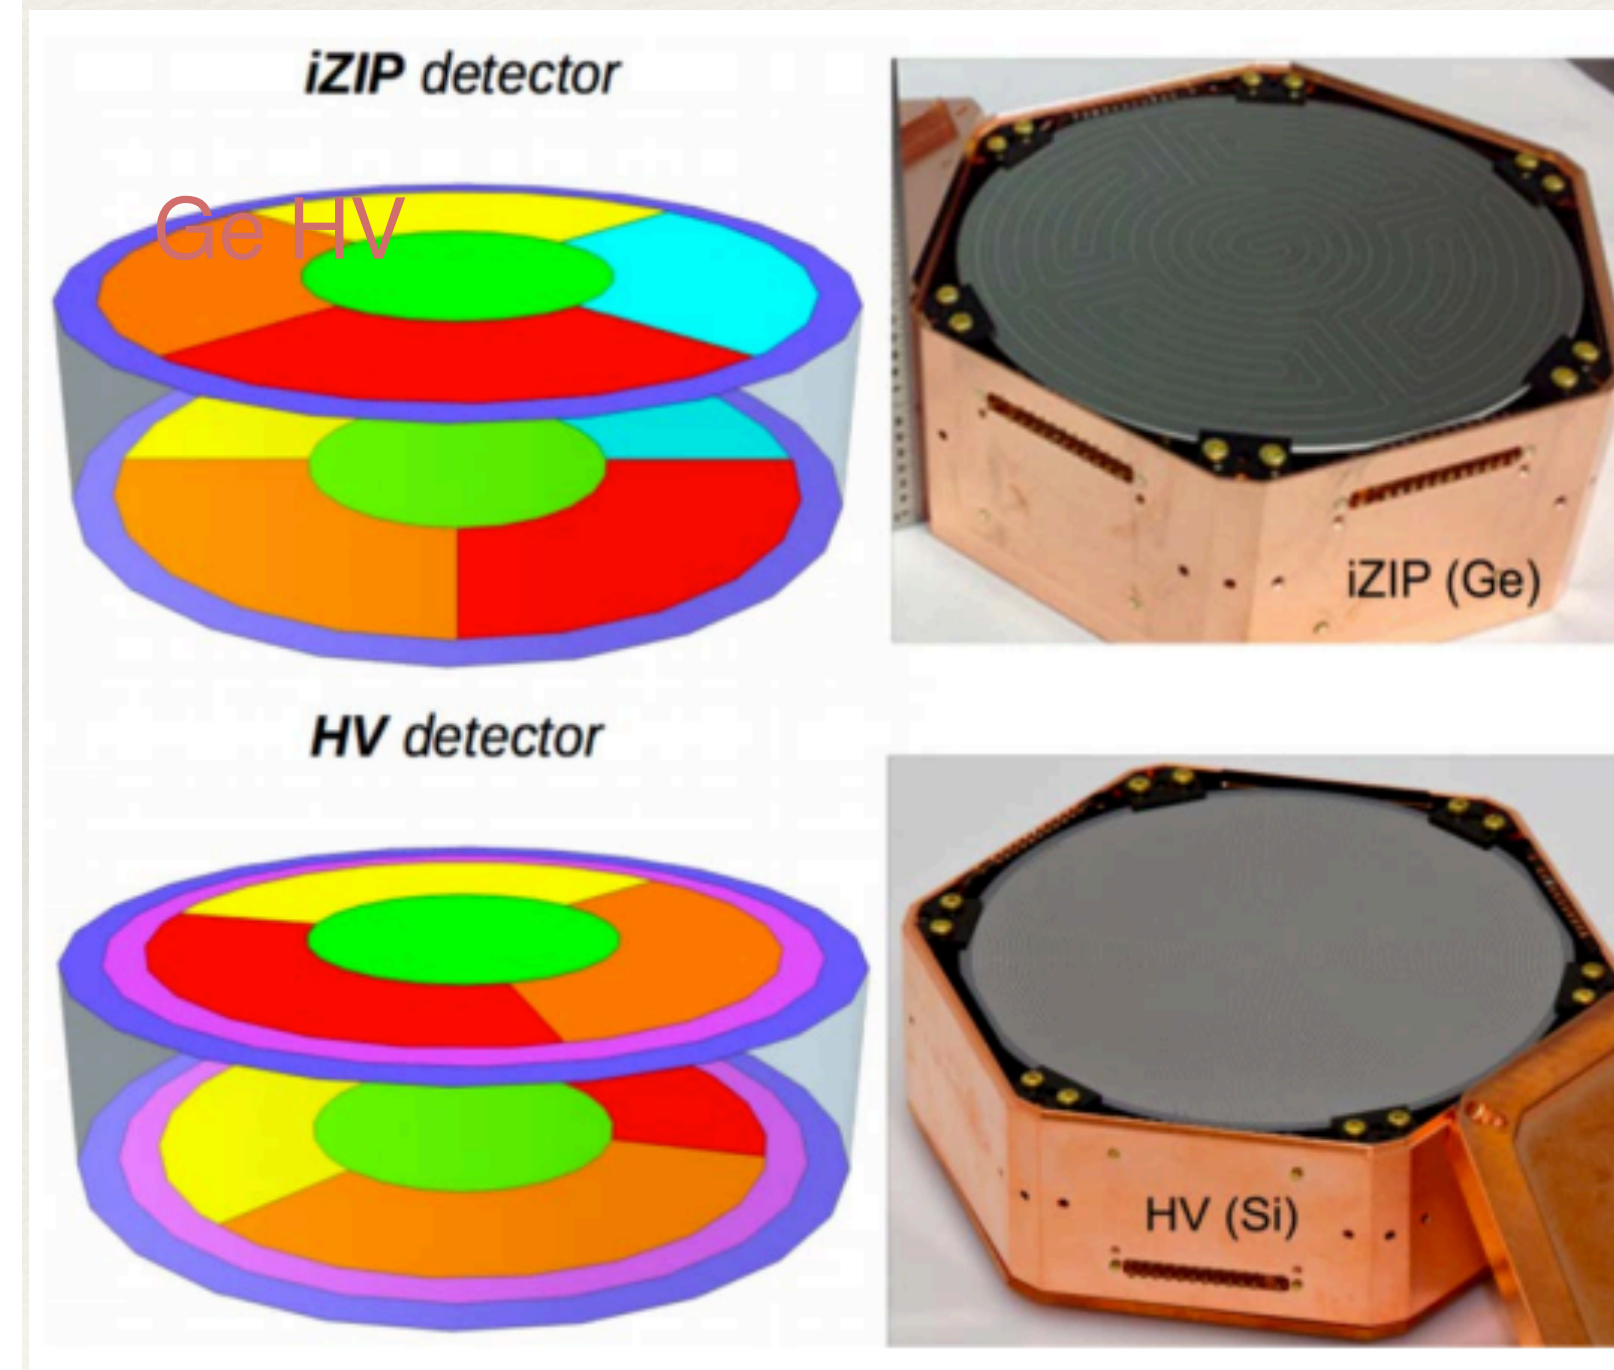 iZIP detector
Ge HV
iZIP (Ge)
HV detector
HV (Si)